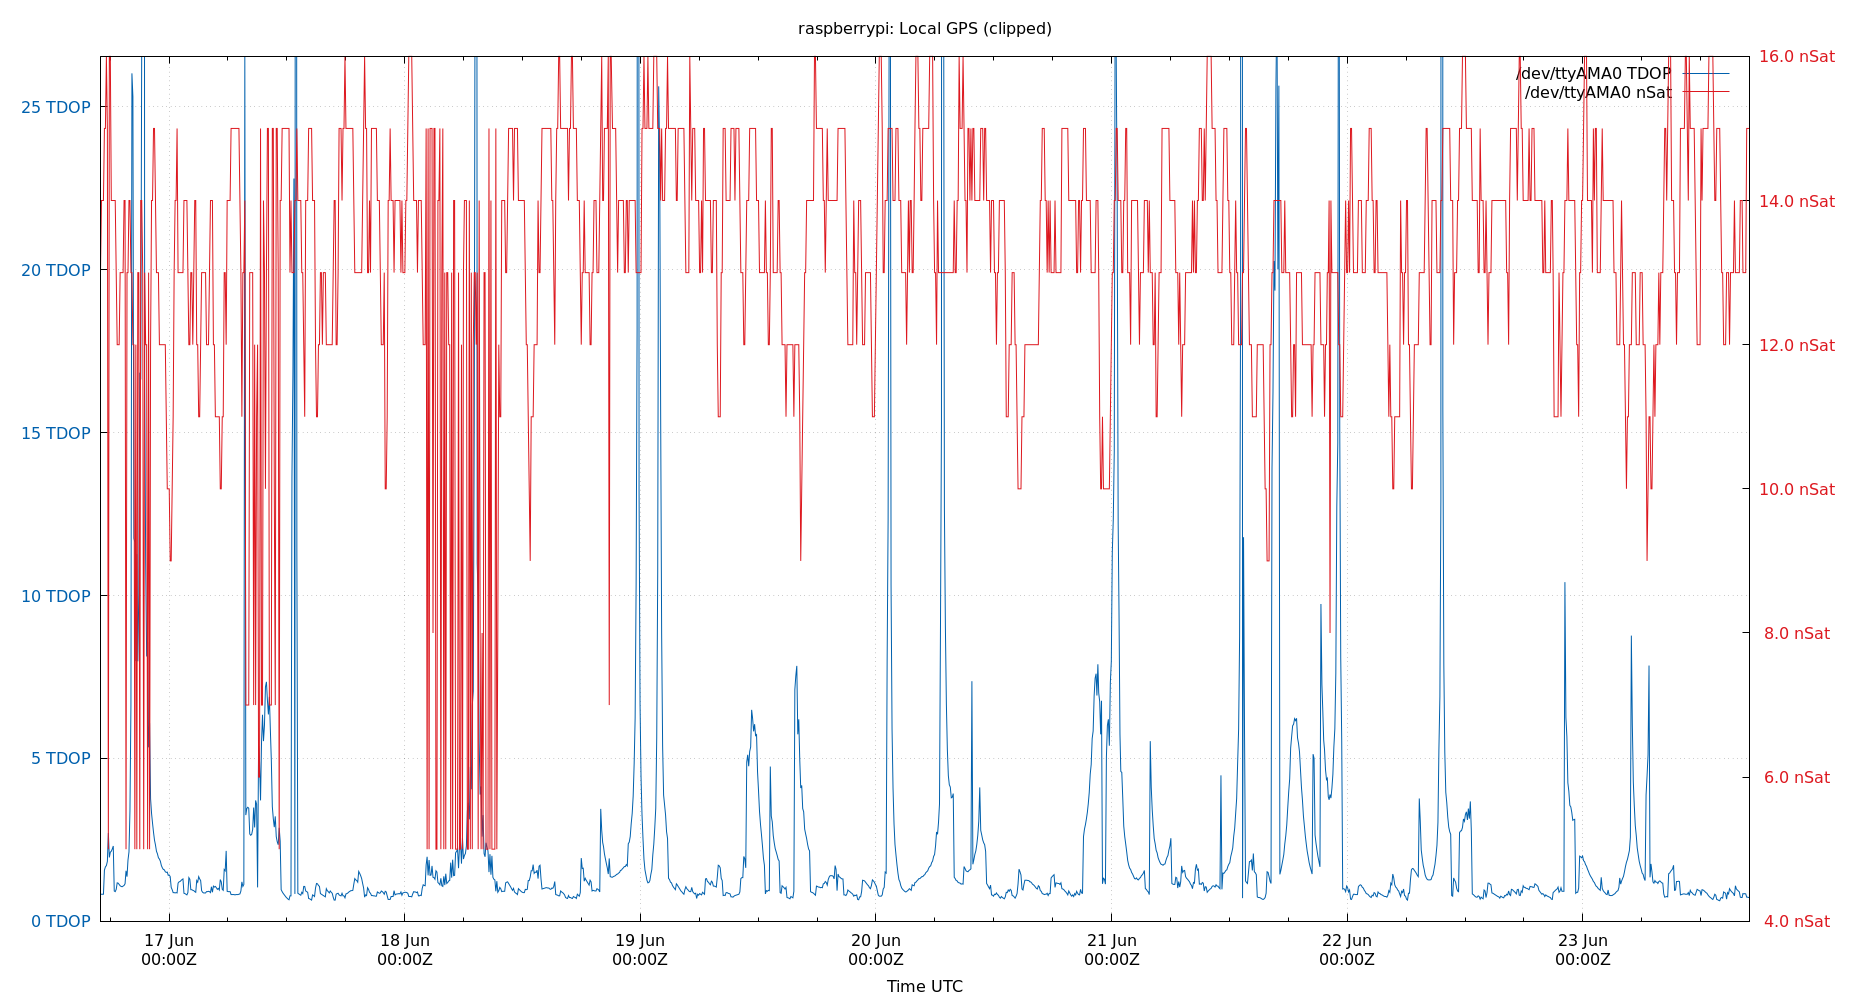 raspberrypi: Local GPS (clipped)
/dev/ttyAMA0 TDOP
/dev/ttyAMA0 nSat
25 TDOP
20 TDOP
15 TDOP
10 TDOP
5 TDOP
0 TDOP
16.0 nSat
14.0 nSat
12.0 nSat
10.0 nSat
8.0 nSat
6.0 nSat
4.0 nSat
17 Jun 18 Jun 19 Jun 20 Jun 21 Jun 22 Jun 23 Jun
00:00Z 00:00Z 00:00Z 00:00Z 00:00Z 00:00Z 00:00Z
Time UTC